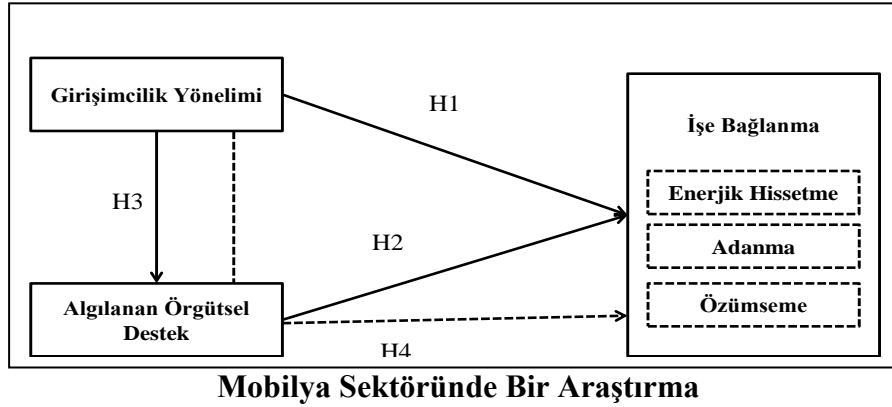 Girişimcilik Yönelimi
H1
İşe Bağlanma
Enerjik Hissetme
H3
H2
Adanma
Algılanan Örgütsel
Destek
Özümseme
H4
Mobilya Sektöründe Bir Araştırma